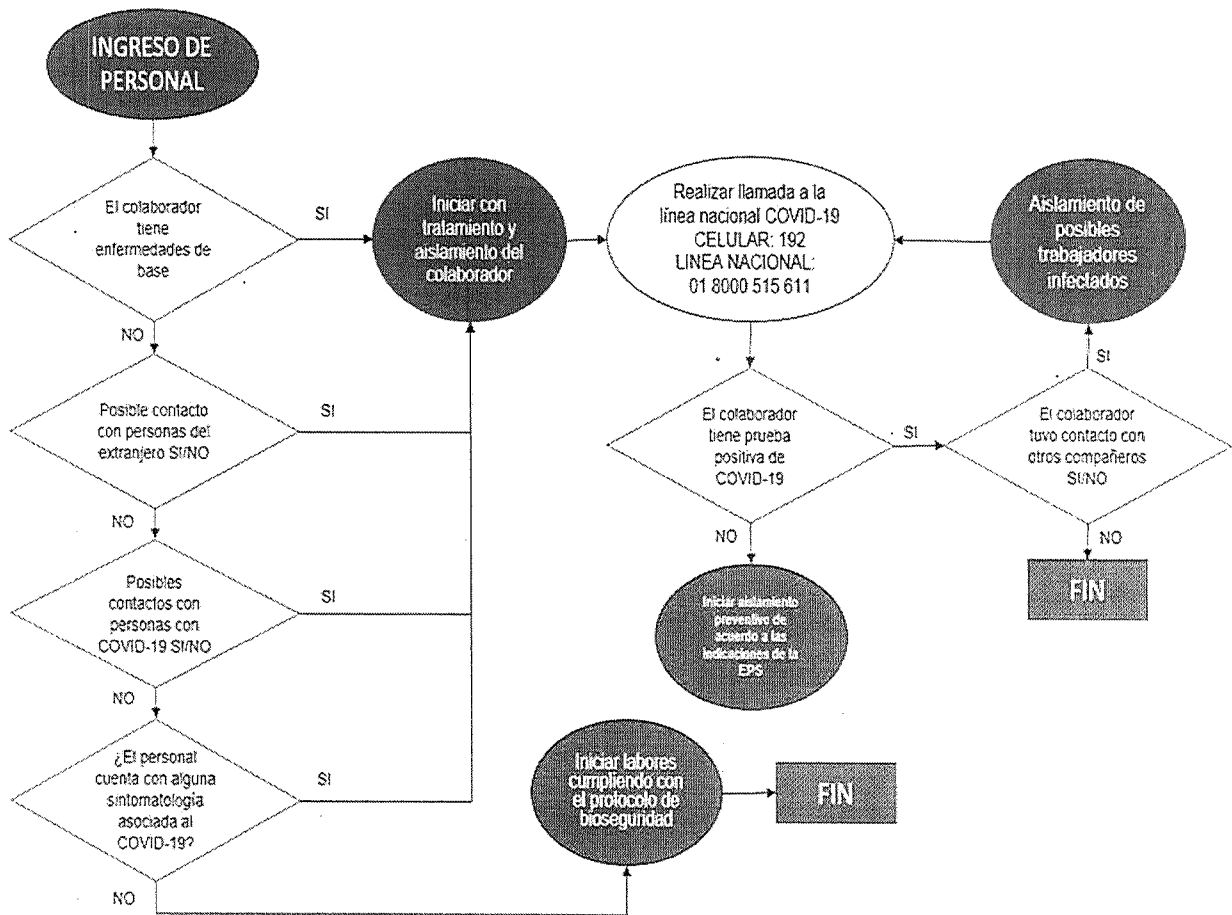 INGRESO DE
PERSONAL
El colaborador
tiene
enfermedades de
base
SI
NO
Iniciar con
tratamiento y
aislamiento del
colaborador
Realizar llamada a la
línea nacional COVID-19
CELULAR: 192
LINEA NACIONAL:
01 8000 515 611
Aislamiento de
posibles
trabajadores
infectados
Posible contacto
con personas del
extranjero SI/NO
SI
NO
El colaborador
tiene prueba
positiva de
COVID-19
SI
NO
El colaborador
tuvo contacto con
otros compañeros
SI/NO
SI
NO
FIN
Iniciar aislamiento
preventivo de
acuerdo a las
indicaciones de la
EPS
Posibles
contactos con
personas con
COVID-19 SI/NO
SI
NO
¿El personal
cuenta con alguna
sintomatología
asociada al
COVID-19?
SI
NO
Iniciar labores
cumpliendo con
el protocolo de
bioseguridad
FIN